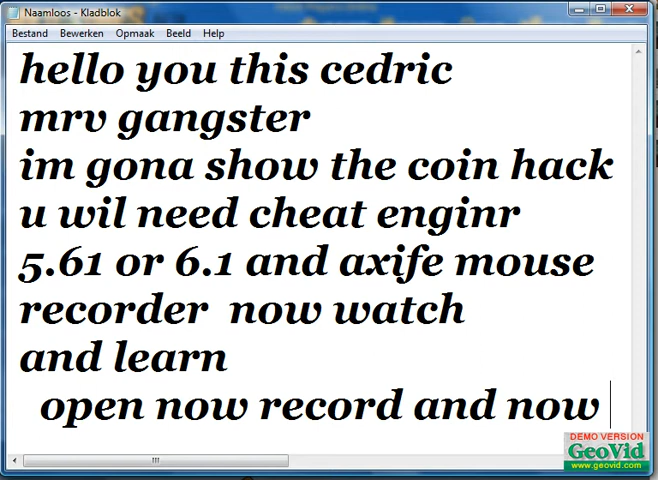 Naamloos - Kladblok
Bestand Bewerken Opmaak Beeld Help
hello you this cedric
mrv gangster
im gona show the coin hack
u wil need cheat enginr
5.61 or 6.1 and axife mouse
recorder  now watch
and learn
open now record and now
DEMO VERSION
GeoVid
www.geovid.com